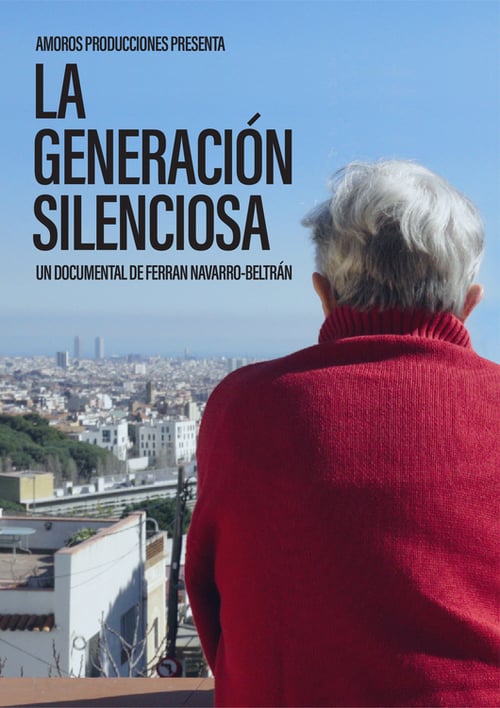 AMOROS PRODUCCIONES PRESENTA
LA
GENERACIÓN
SILENCIOSA
UN DOCUMENTAL DE FERRAN NAVARRO-BELTRÁN